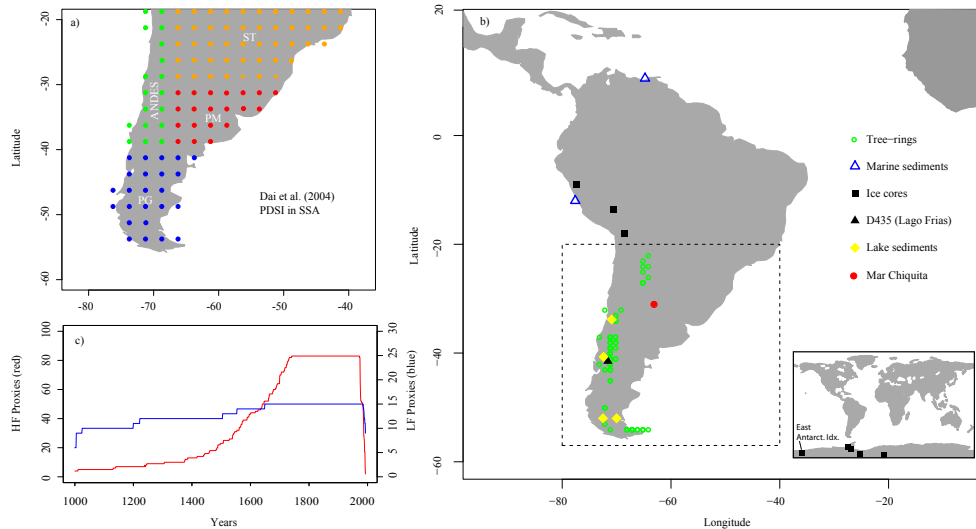 a)
ST
ANDES
PM
PG
Dai et al. (2004)
PDSI in SSA
Latitude
-20
-30
-40
-50
-60
-80
-70
-60
-50
-40
c)
HF Proxies (red)
0
20
40
60
80
100
LF Proxies (blue)
0
5
10
15
20
25
30
1000
1200
1400
1600
1800
2000
Years
b)
Latitude
20
0
-20
-40
-60
-80
-60
-40
-20
Longitude
Tree-rings
Marine sediments
Ice cores
D435 (Lago Frias)
Lake sediments
Mar Chiquita
East
Antarct. Idx.